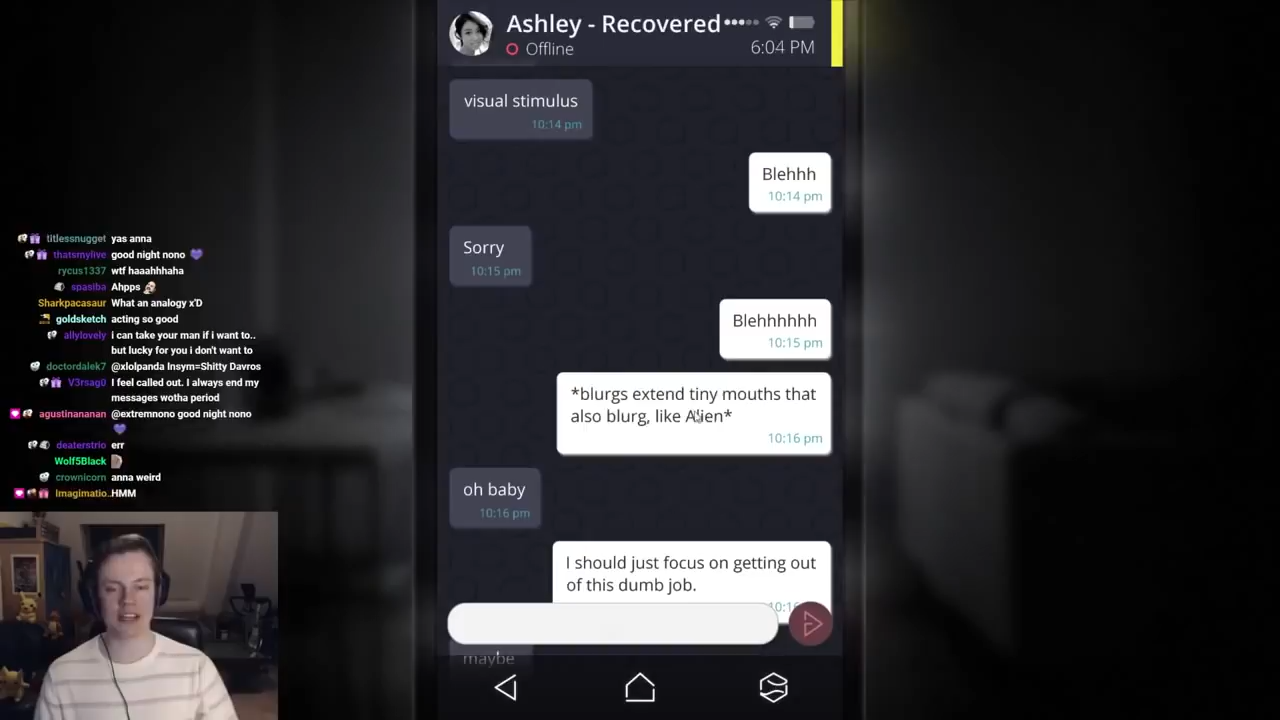 Ashley - Recovered
Offline
6:04 PM
visual stimulus
10:14 pm
Blehhh
10:14 pm
Sorry
10:15 pm
Blehhhhhh
10:15 pm
*blurgs extend tiny mouths that
also blurg, like Alien*
10:16 pm
oh baby
10:16 pm
I should just focus on getting out
of this dumb job.
maybe
titlessnugget yas anna
thatsmylive good night nono
rycus1337 wtf haaahhhaha
spasiba Ahpps
Sharkpacasaur What an analogy x'D
goldsketch acting so good
allylovely i can take your man if i want to..
but lucky for you i don't want to
doctordalek7 @xlolpanda Insym=Shitty Davros
V3rsag0 I feel called out. I always end my
messages wotha period
agustinananan @extremnono good night nono
deaterstrio err
Wolf5Black
crownicorn anna weird
Imaginatio.. HMM